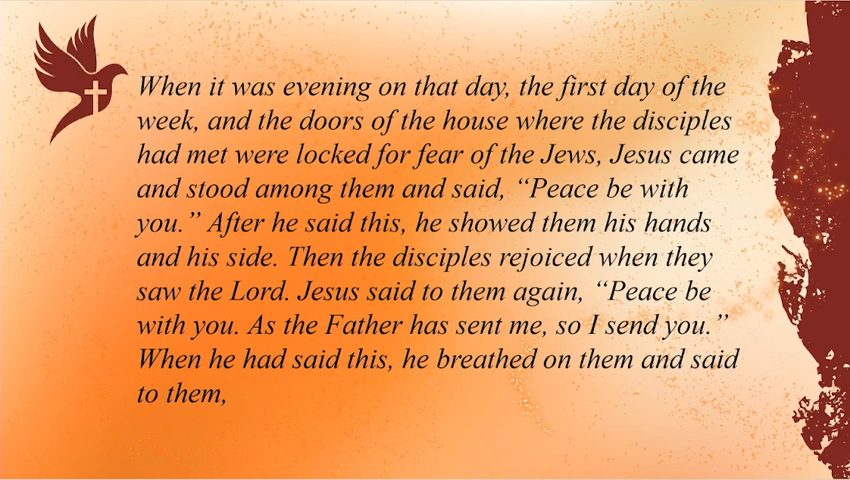 When it was evening on that day, the first day of the
week, and the doors of the house where the disciples
had met were locked for fear of the Jews, Jesus came
and stood among them and said, “Peace be with
you.” After he said this, he showed them his hands
and his side. Then the disciples rejoiced when they
saw the Lord. Jesus said to them again, “Peace be
with you. As the Father has sent me, so I send you.”
When he had said this, he breathed on them and said
to them,